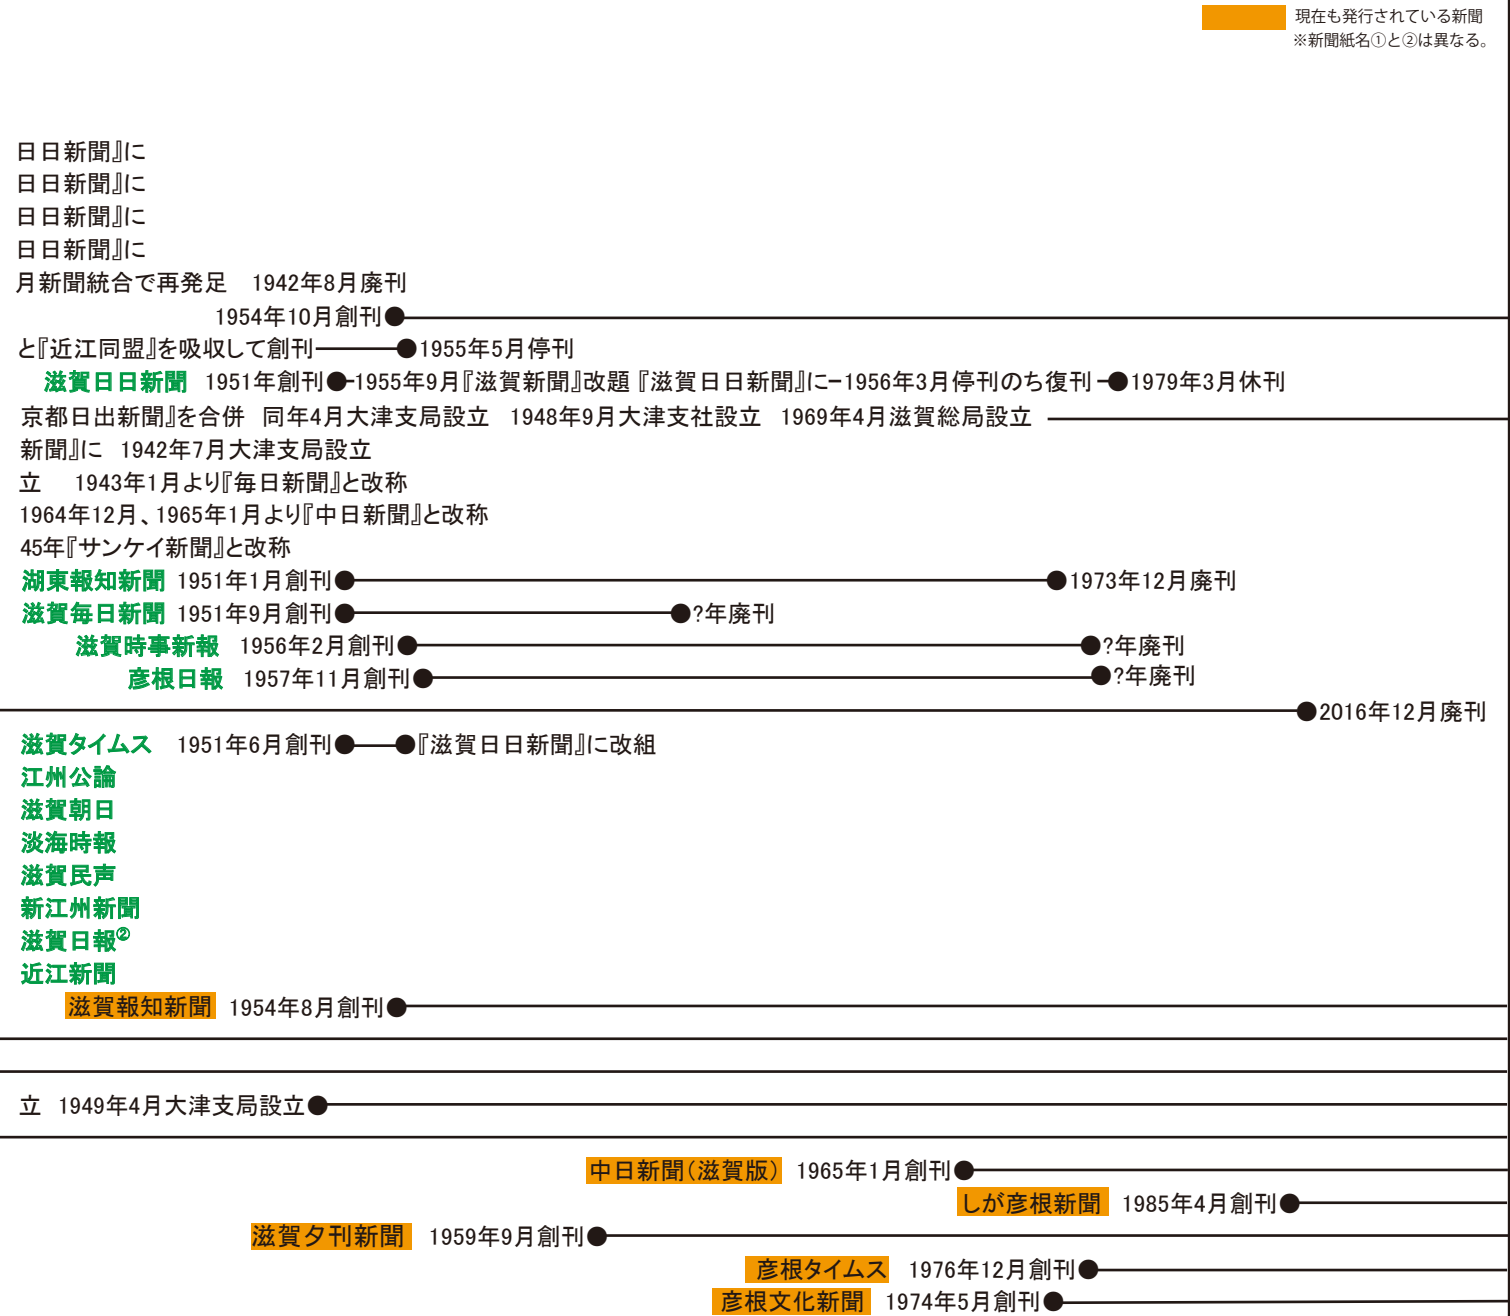 現在も発行されている新聞
※新聞紙名①と②は異なる。
日日新聞』に
日日新聞』に
日日新聞』に
日日新聞』に
月新聞統合で再発足　1942年8月廃刊
1954年10月創刊
と『近江同盟』を吸収して創刊 1955年5月停刊
滋賀日日新聞 1951年創刊 1955年9月『滋賀新聞』改題『滋賀日日新聞』に 1956年3月停刊のち復刊 1979年3月休刊
京都日出新聞』を合併 同年4月大津支局設立 1948年9月大津支社設立 1969年4月滋賀総局設立
新聞』に 1942年7月大津支局設立
立 1943年1月より『毎日新聞』と改称
1964年12月、1965年1月より『中日新聞』と改称
45年『サンケイ新聞』と改称
湖東報知新聞 1951年1月創刊 1973年12月廃刊
滋賀毎日新聞 1951年9月創刊 ?年廃刊
滋賀時事新報 1956年2月創刊 ?年廃刊
彦根日報 1957年11月創刊 ?年廃刊
2016年12月廃刊
滋賀タイムス 1951年6月創刊 『滋賀日日新聞』に改組
江州公論
滋賀朝日
淡海時報
滋賀民声
新江州新聞
滋賀日報②
近江新聞
滋賀報知新聞 1954年8月創刊
立 1949年4月大津支局設立
中日新聞（滋賀版） 1965年1月創刊
しが彦根新聞 1985年4月創刊
滋賀夕刊新聞 1959年9月創刊
彦根タイムス 1976年12月創刊
彦根文化新聞 1974年5月創刊